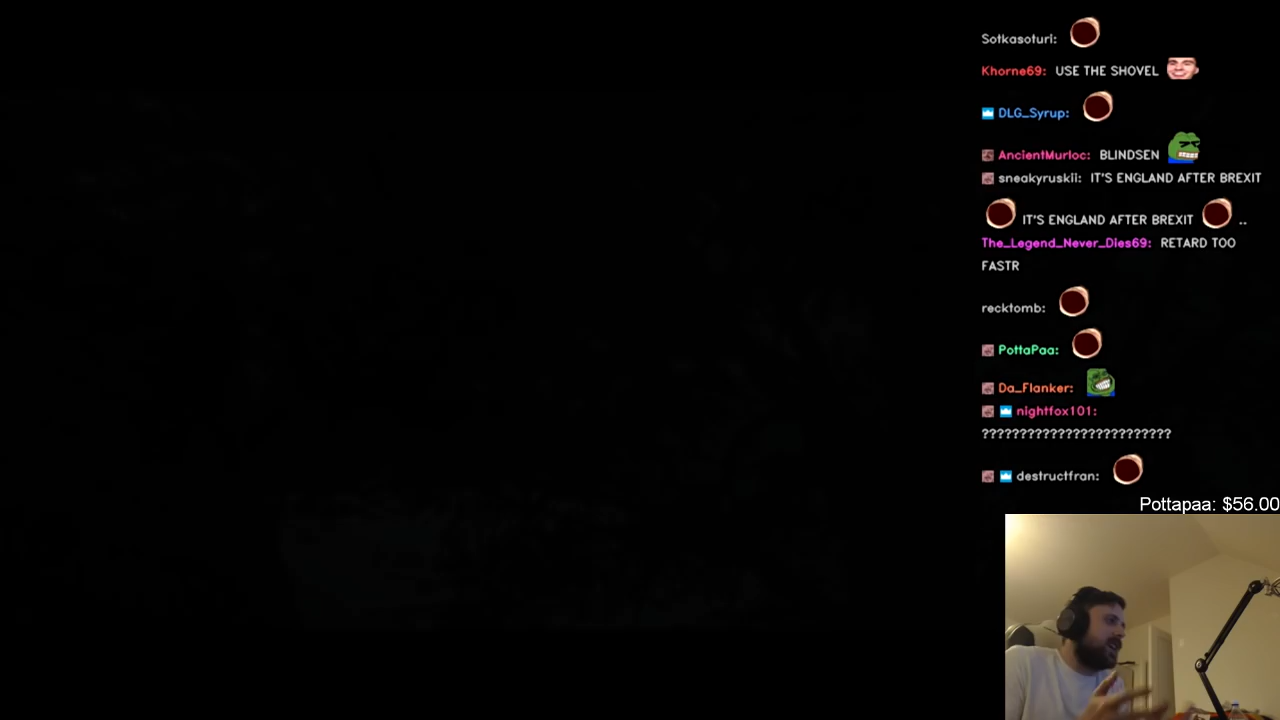 Sotkasoturi:
Khorne69: USE THE SHOVEL
DLG_Syrup:
AncientMurloc: BLINDSEN
sneakyruskii: IT'S ENGLAND AFTER BREXIT
IT'S ENGLAND AFTER BREXIT ..
The_Legend_Never_Dies69: RETARD TOO
FASTR
recktomb:
PottaPaa:
Da_Flanker:
nightfox101:
?????????????????????????
destructfran:
Pottapaa: $56.00